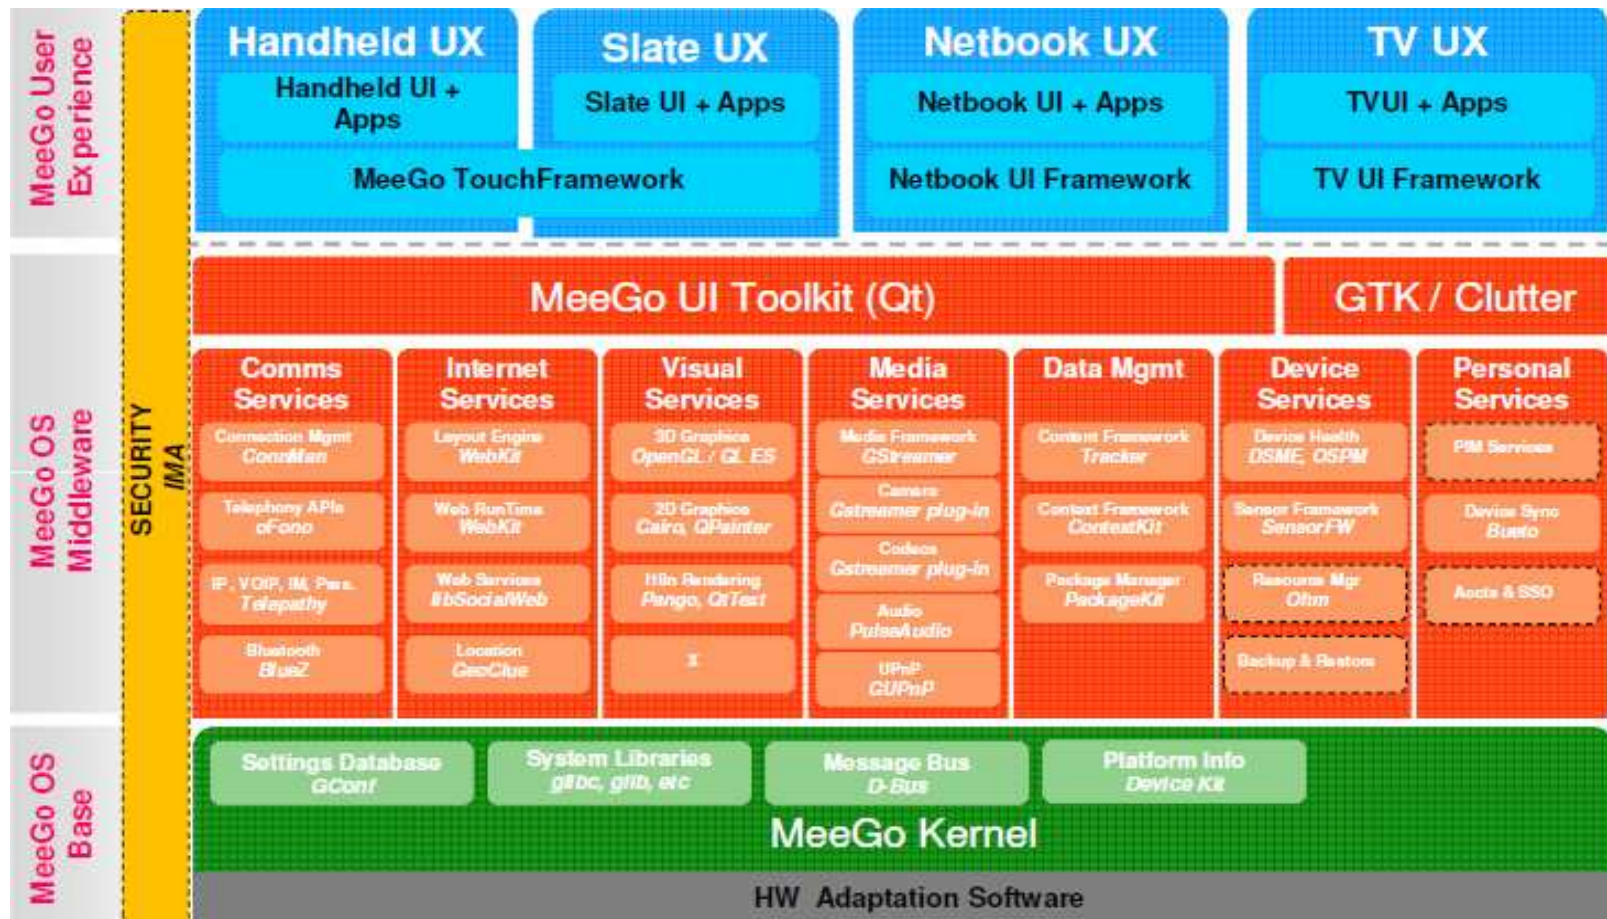 MeeGo User
Experience
SECURITY
IMA
Handheld UX
Handheld UI +
Apps
Slate UX
Slate UI + Apps
MeeGo TouchFramework
Netbook UX
Netbook UI + Apps
Netbook UI Framework
TV UX
TVUI + Apps
TV UI Framework
MeeGo OS
Middleware
MeeGo UI Toolkit (Qt)
GTK / Clutter
Comms
Services
Connection Mgmt
ConnMan
Telephony APIs
oFono
IP, VOIP, IM, Pres.
Telepathy
Bluetooth
BlueZ
Internet
Services
Layout Engine
WebKit
Web RunTime
WebKit
Web Services
libSocialWeb
Location
GeoClue
Visual
Services
3D Graphics
OpenGL / GL ES
2D Graphics
Cairo, QPainter
I18n Rendering
Pango, QtText
X
Media
Services
Media Framework
GStreamer
Camera
Gstreamer plug-in
Codecs
Gstreamer plug-in
Audio
PulseAudio
UPnP
GUPnP
Data Mgmt
Content Framework
Tracker
Context Framework
ContextKit
Package Manager
PackageKit
Device
Services
Device Health
DSME, OSPM
Sensor Framework
SensorFW
Resource Mgr
Ohm
Backup & Restore
Personal
Services
PIM Services
Device Sync
Bueto
Accts & SSO
MeeGo OS
Base
Settings Database
GConf
System Libraries
glibc, glib, etc
Message Bus
D-Bus
Platform Info
Device Kit
MeeGo Kernel
HW Adaptation Software